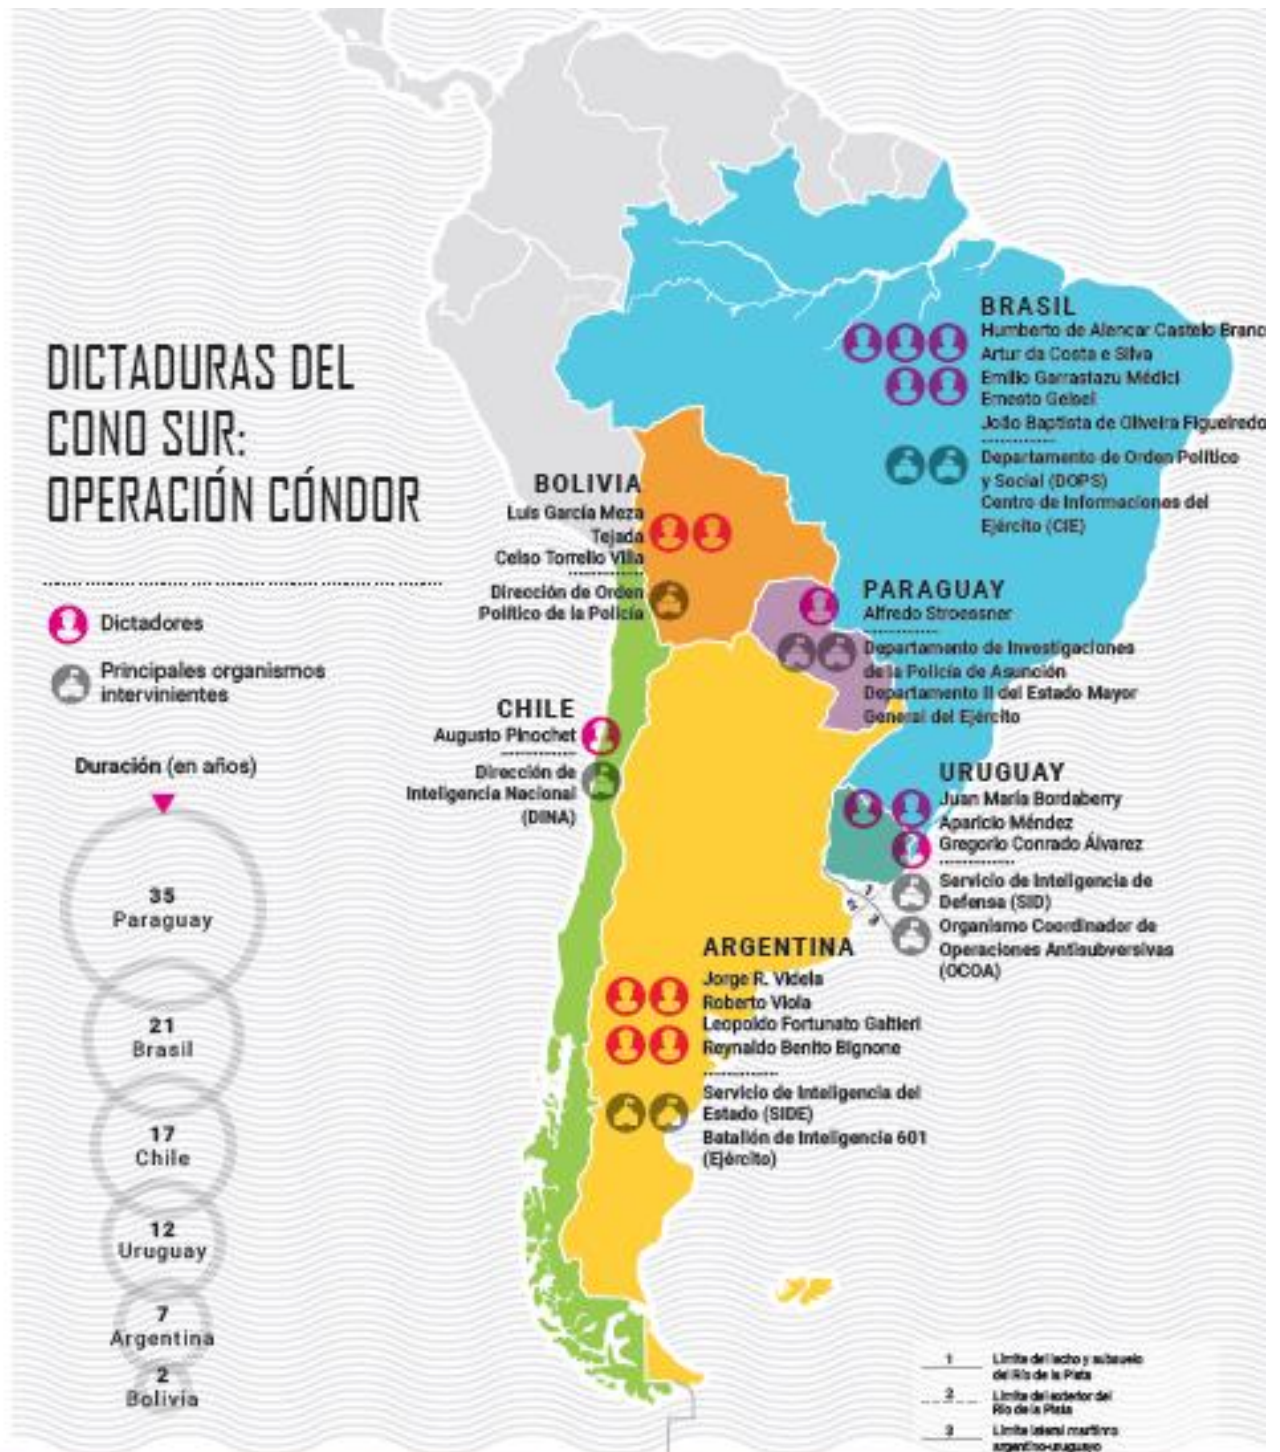 DICTADURAS DEL
CONO SUR:
OPERACIÓN CÓNDOR
Dictadores
Principales organismos
intervinientes
Duración (en años)
35
Paraguay
21
Brasil
17
Chile
12
Uruguay
7
Argentina
2
Bolivia
BRASIL
Humberto de Alencar Castelo Branc
Artur da Costa e Silva
Emilio Garrastazu Médici
Ernesto Geisel
João Baptista de Oliveira Figueiredo
Departamento de Orden Político
y Social (DOPS)
Centro de Informaciones del
Ejército (CIE)
BOLIVIA
Luis García Meza
Tejada
Celso Torrelio Villa
Dirección de Orden
Político de la Policía
PARAGUAY
Alfredo Stroessner
Departamento de Investigaciones
de la Policía de Asunción
Departamento II del Estado Mayor
General del Ejército
CHILE
Augusto Pinochet
Dirección de
Inteligencia Nacional
(DINA)
URUGUAY
Juan María Bordaberry
Aparicio Méndez
Gregorio Conrado Álvarez
Servicio de Inteligencia de
Defensa (SID)
Organismo Coordinador de
Operaciones Antisubversivas
(OCOA)
1
2
3
ARGENTINA
Jorge R. Videla
Roberto Viola
Leopoldo Fortunato Galtieri
Reynaldo Benito Bignone
Servicio de Inteligencia del
Estado (SIDE)
Batallón de Inteligencia 601
(Ejército)
1 Límite del lecho y subsuelo
del Río de la Plata
2 Límite del exterior del
Río de la Plata
3 Límite lateral marítimo
argentino-uruguayo